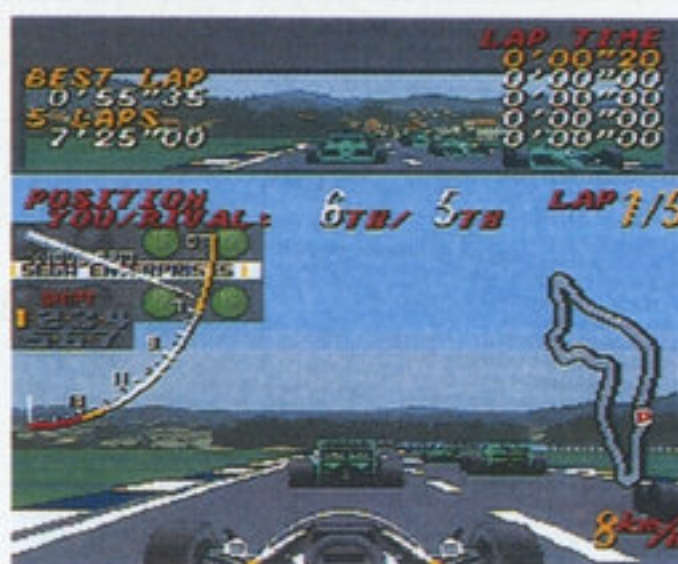 LAP TIME
0'00"20
BEST LAP 0'00"00
0'55"35 0'00"00
5 LAPS 0'00"00
7'25"00 0'00"00
POSITION LAP 1/5
YOU/RIVAL: 6TH/ 5TH
SEGA ENTERPRISES
8km/h